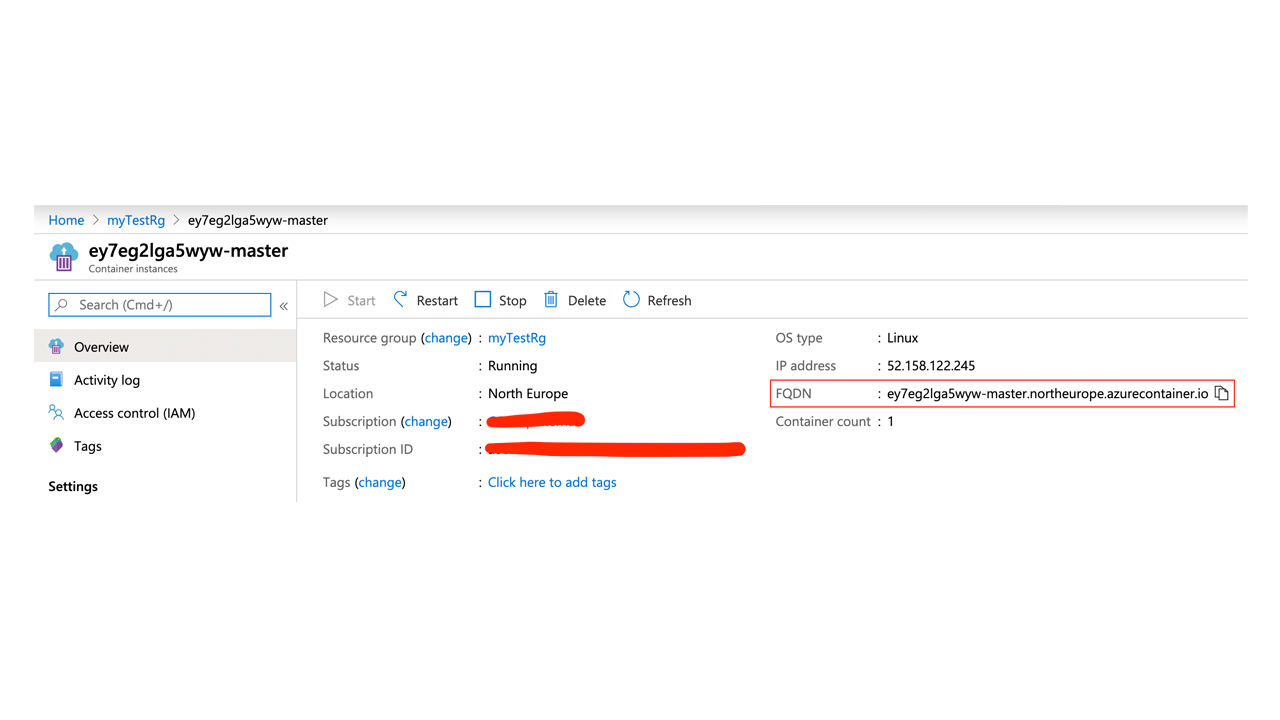 Home > myTestRg > ey7eg2lga5wyw-master
ey7eg2lga5wyw-master
Container instances
Search (Cmd+/)
«
Start Restart Stop Delete Refresh
Overview
Activity log
Access control (IAM)
Tags
Settings
Resource group (change) : myTestRg
Status : Running
Location : North Europe
Subscription (change) :
Subscription ID :
Tags (change) : Click here to add tags
OS type : Linux
IP address : 52.158.122.245
FQDN : ey7eg2lga5wyw-master.northeurope.azurecontainer.io
Container count : 1